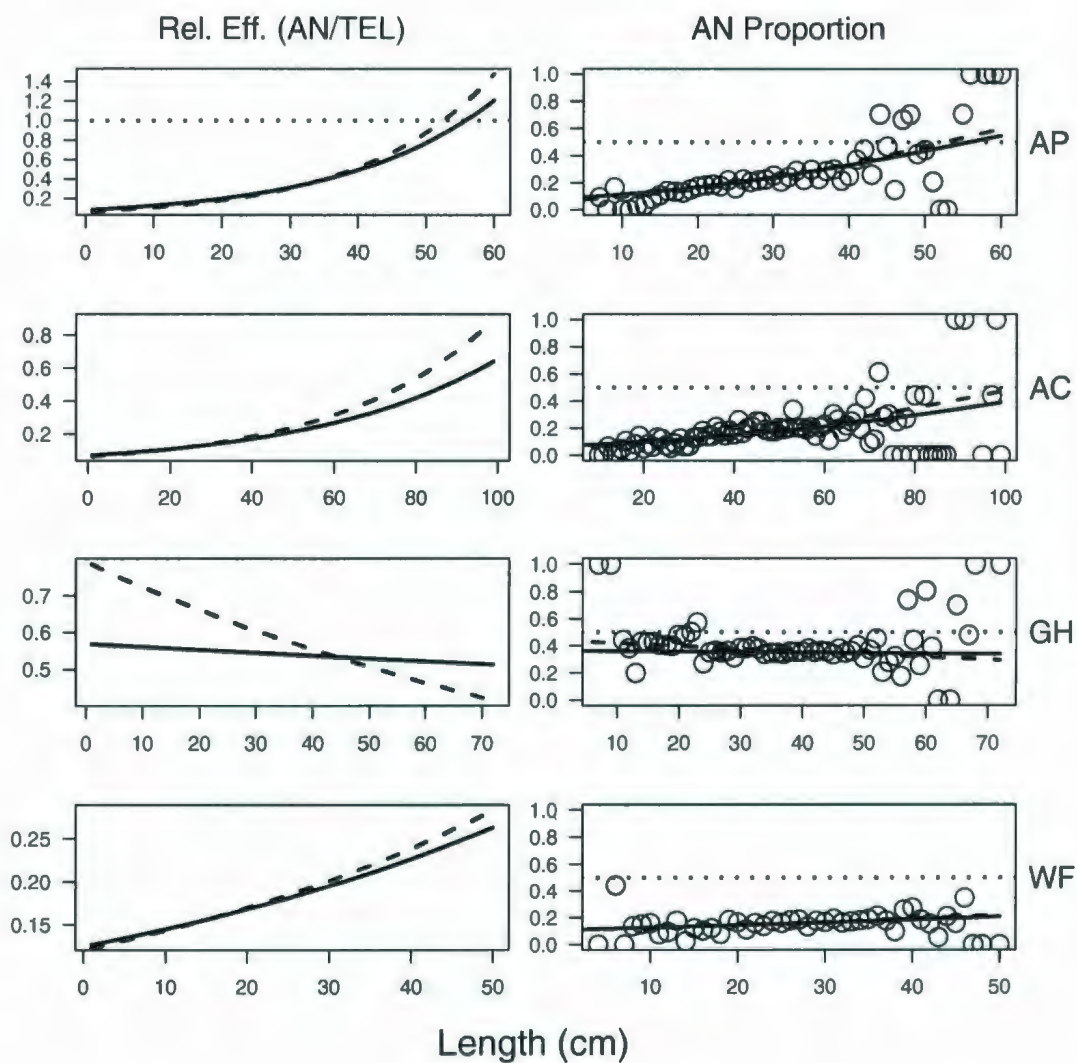 Rel. Eff. (AN/TEL)
AN Proportion
1.4
1.2
1.0
0.8
0.6
0.4
0.2
0 10 20 30 40 50 60
1.0
0.8
0.6
0.4
0.2
0.0
10 20 30 40 50 60
AP
0.8
0.6
0.4
0.2
0 20 40 60 80 100
1.0
0.8
0.6
0.4
0.2
0.0
20 40 60 80 100
AC
0.7
0.6
0.5
0 10 20 30 40 50 60 70
1.0
0.8
0.6
0.4
0.2
0.0
10 20 30 40 50 60 70
GH
0.25
0.20
0.15
0 10 20 30 40 50
1.0
0.8
0.6
0.4
0.2
0.0
10 20 30 40 50
WF
Length (cm)